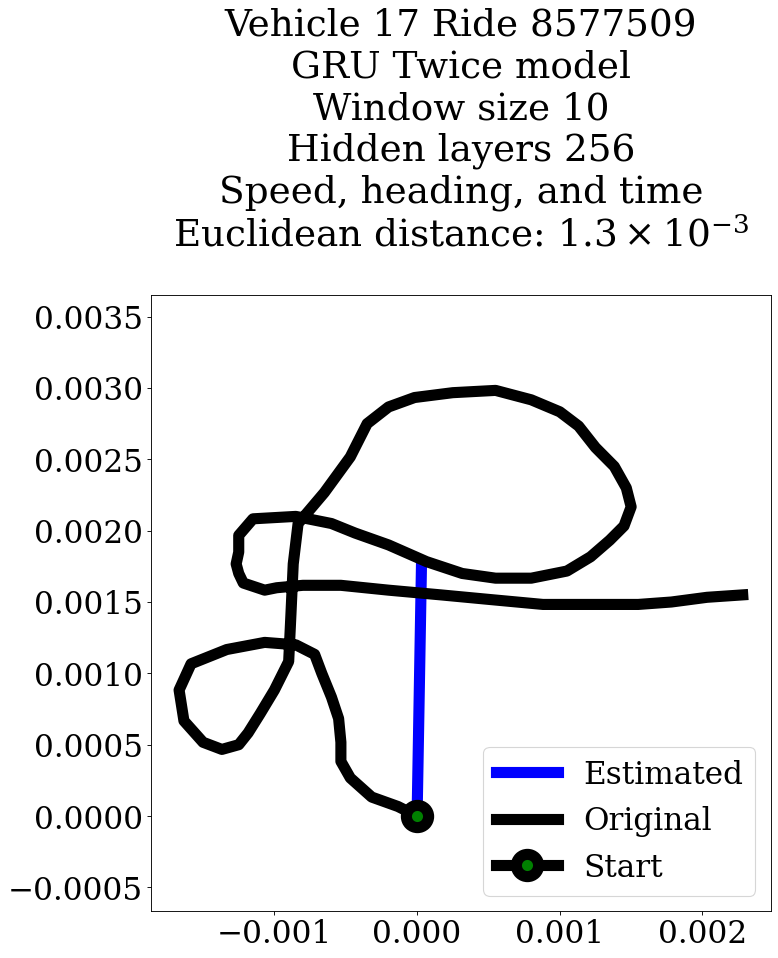 Vehicle 17 Ride 8577509
GRU Twice model
Window size 10
Hidden layers 256
Speed, heading, and time
Euclidean distance: 1.3 × 10⁻³
0.0035
0.0030
0.0025
0.0020
0.0015
0.0010
0.0005
0.0000
−0.0005
Estimated
Original
Start
−0.001
0.000
0.001
0.002